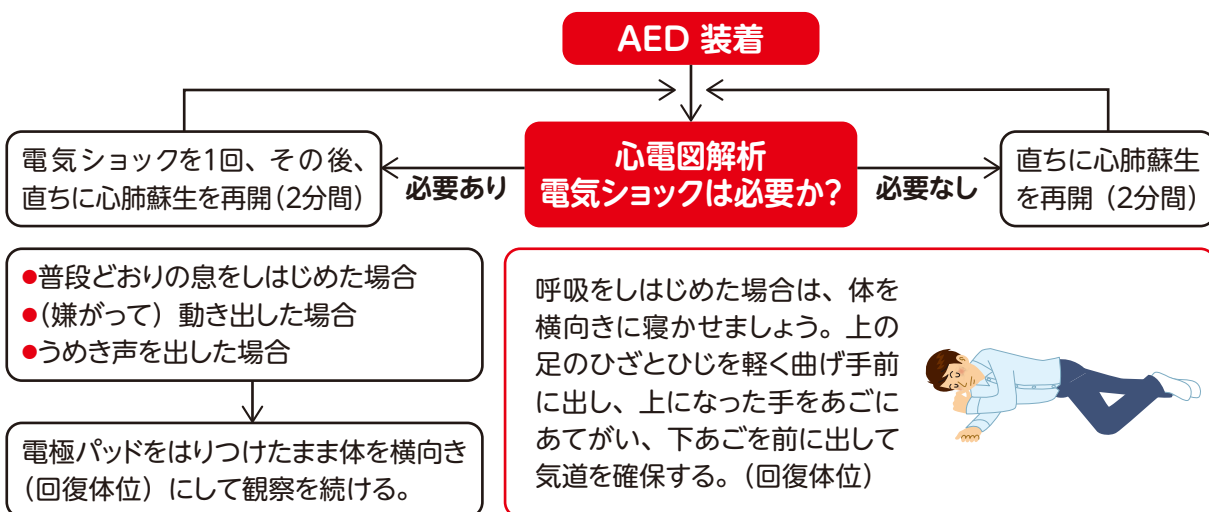 AED 装着
心電図解析
電気ショックは必要か?
必要あり
電気ショックを1回、その後、
直ちに心肺蘇生を再開(2分間)
必要なし
直ちに心肺蘇生
を再開(2分間)
●普段どおりの息をしはじめた場合
●(嫌がって)動き出した場合
●うめき声を出した場合
電極パッドをはりつけたまま体を横向き
(回復体位)にして観察を続ける。
呼吸をしはじめた場合は、体を
横向きに寝かせましょう。上の
足のひざとひじを軽く曲げ手前
に出し、上になった手をあごに
あてがい、下あごを前に出して
気道を確保する。(回復体位)